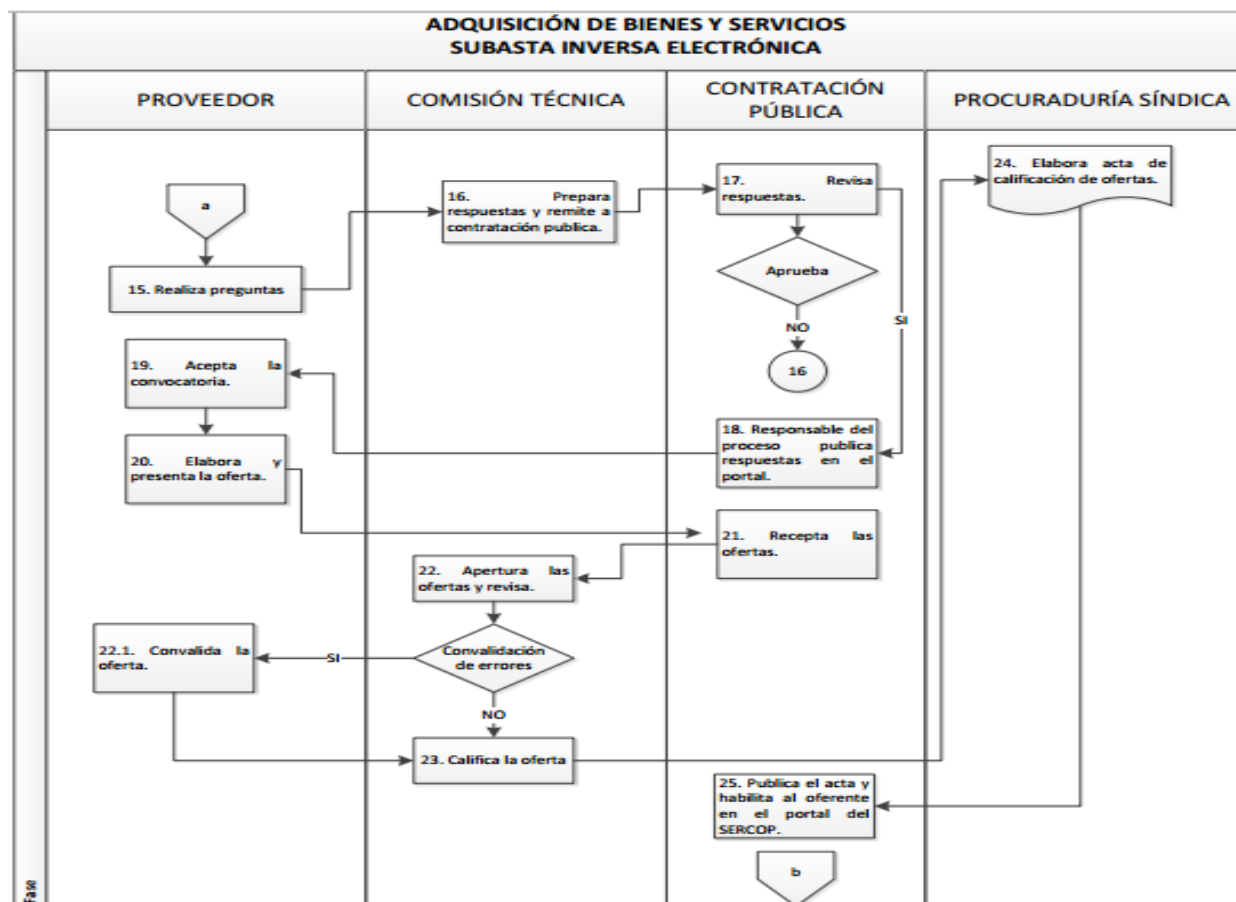 ADQUISICIÓN DE BIENES Y SERVICIOS
SUBASTA INVERSA ELECTRÓNICA
PROVEEDOR
COMISIÓN TÉCNICA
CONTRATACIÓN
PÚBLICA
PROCURADURÍA SÍNDICA
a
15. Realiza preguntas
16. Prepara
respuestas y remite a
contratación publica.
17. Revisa
respuestas.
Aprueba
NO
16
SI
18. Responsable del
proceso publica
respuestas en el
portal.
19. Acepta la
convocatoria.
20. Elabora y
presenta la oferta.
21. Recepta las
ofertas.
22. Apertura las
ofertas y revisa.
Convalidación
de errores
SI
22.1. Convalida la
oferta.
NO
23. Califica la oferta
24. Elabora acta de
calificación de ofertas.
25. Publica el acta y
habilita al oferente
en el portal del
SERCOP.
b
Fase